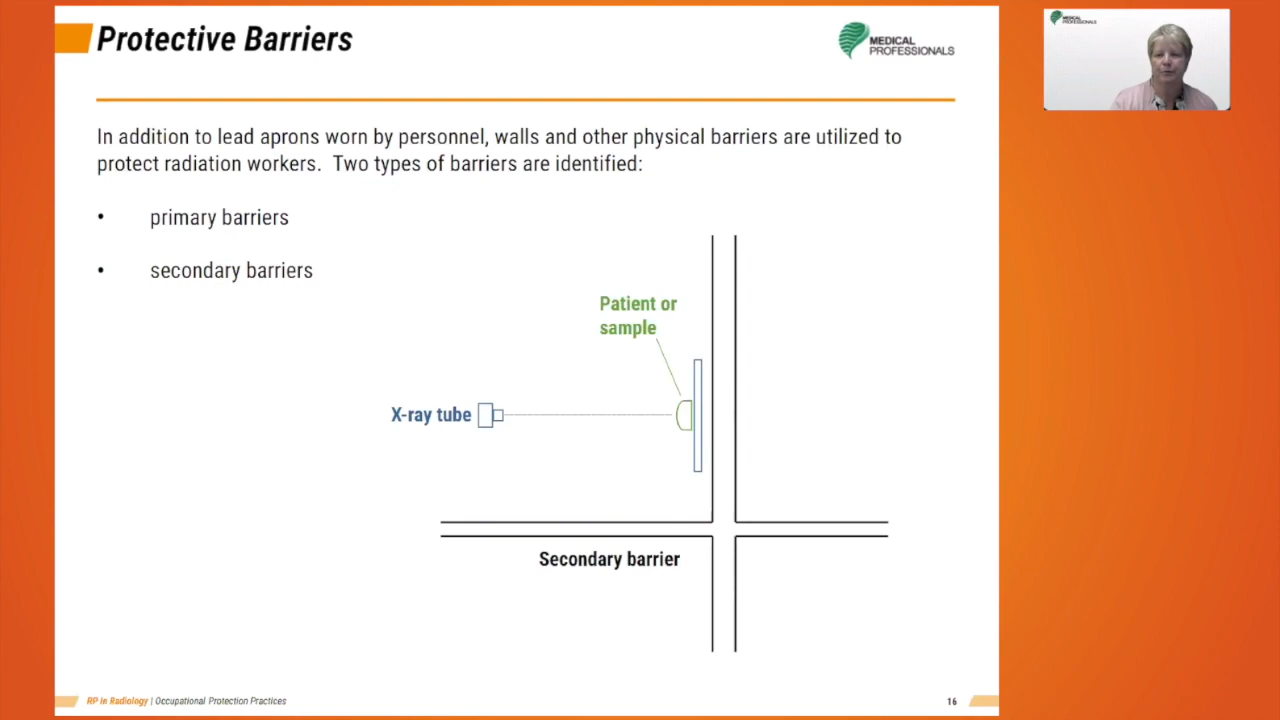 Protective Barriers
MEDICAL
PROFESSIONALS
MEDICAL
PROFESSIONALS
In addition to lead aprons worn by personnel, walls and other physical barriers are utilized to
protect radiation workers. Two types of barriers are identified:
• primary barriers
• secondary barriers
Patient or
sample
X-ray tube
Secondary barrier
RP in Radiology | Occupational Protection Practices
16